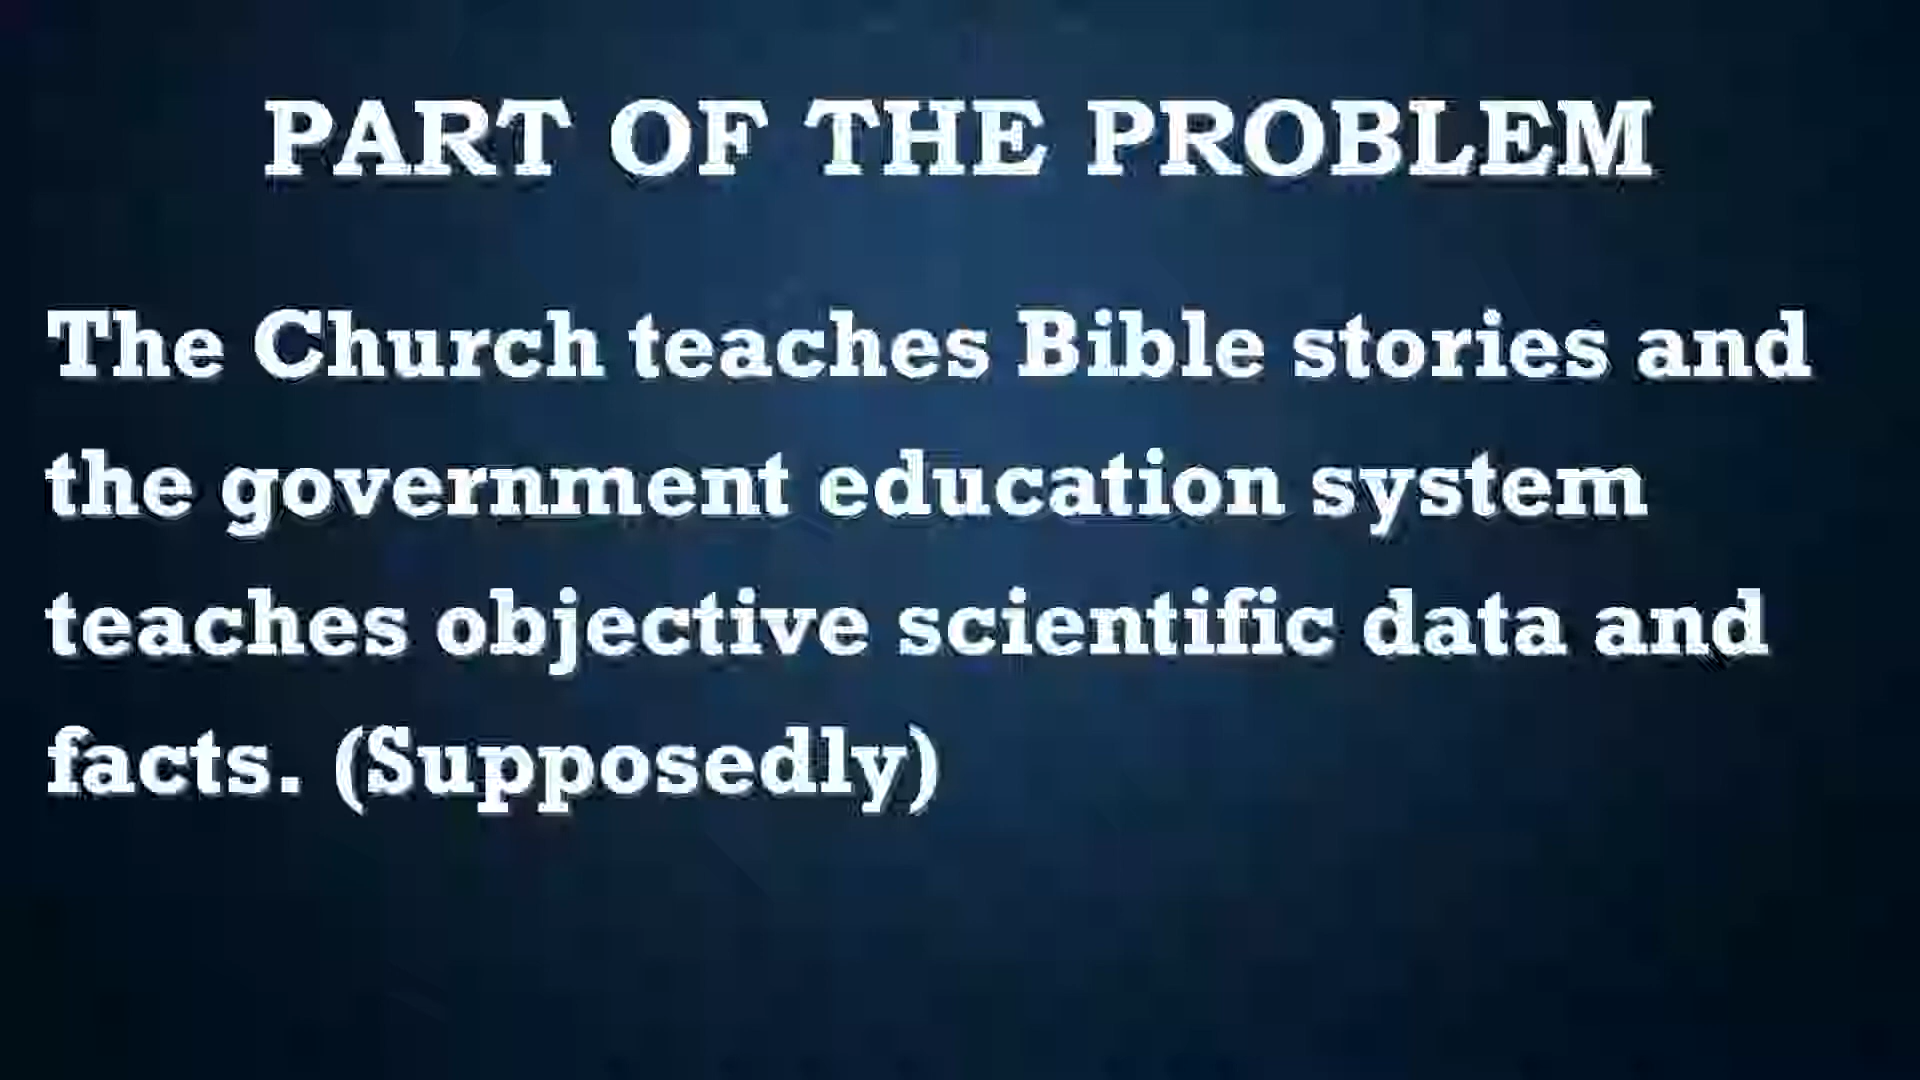 PART OF THE PROBLEM
The Church teaches Bible stories and
the government education system
teaches objective scientific data and
facts. (Supposedly)